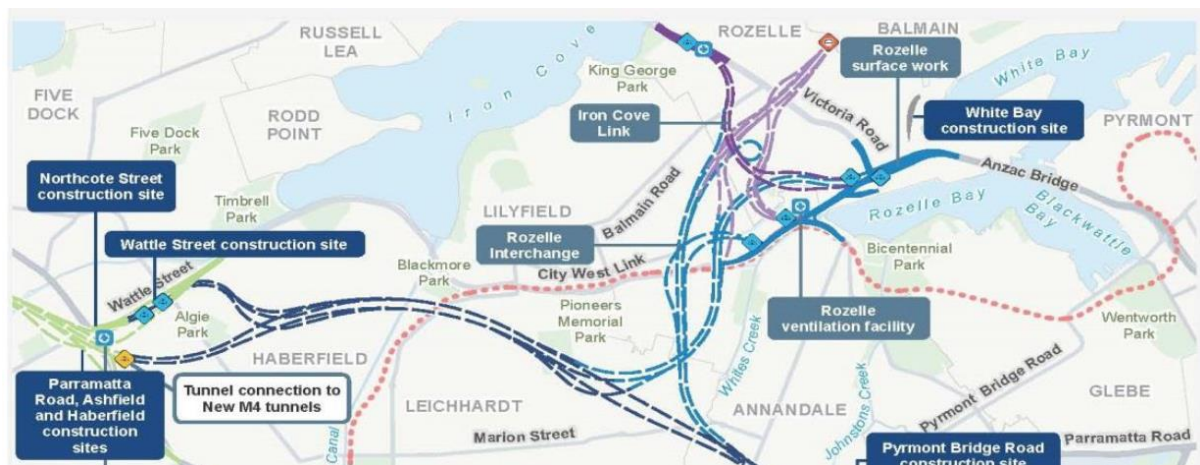 RUSSELL
LEA
ROZELLE
BALMAIN
Rozelle
surface work
White Bay
Iron Cove
King George
Park
FIVE
DOCK
RODD
POINT
Iron Cove
Link
Victoria Road
White Bay
construction site
PYRMONT
Five Dock
Park
Northcote Street
construction site
Timbrell
Park
LILYFIELD
Balmain Road
Anzac Bridge
Rozelle Bay
Blackwattle
Bay
Wattle Street construction site
Rozelle
Interchange
City West Link
Blackmore
Park
Bicentennial
Park
Wattle Street
Algie
Park
Pioneers
Memorial
Park
Whites Creek
Rozelle
ventilation facility
Wentworth
Park
HABERFIELD
Tunnel connection to
New M4 tunnels
Parramatta
Road, Ashfield
and Haberfield
construction
sites
Canal
LEICHHARDT
ANNANDALE
Johnstons Creek
Pyrmont Bridge Road
GLEBE
Marion Street
Parramatta Road
Pyrmont Bridge Road
construction site